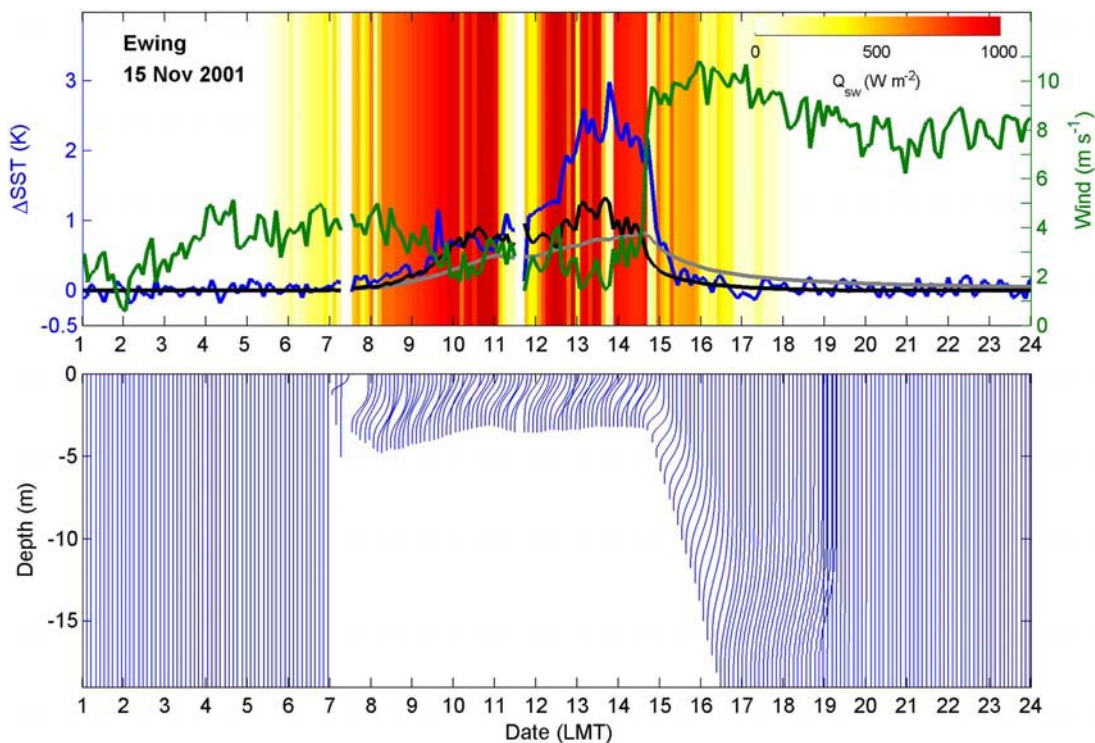 Ewing
15 Nov 2001
0 500 1000
Q_sw (W m⁻²)
ΔSST (K)
3
2
1
0
-0.5
Wind (m s⁻¹)
10
8
6
4
2
0
1 2 3 4 5 6 7 8 9 10 11 12 13 14 15 16 17 18 19 20 21 22 23 24
Depth (m)
0
-5
-10
-15
1 2 3 4 5 6 7 8 9 10 11 12 13 14 15 16 17 18 19 20 21 22 23 24
Date (LMT)